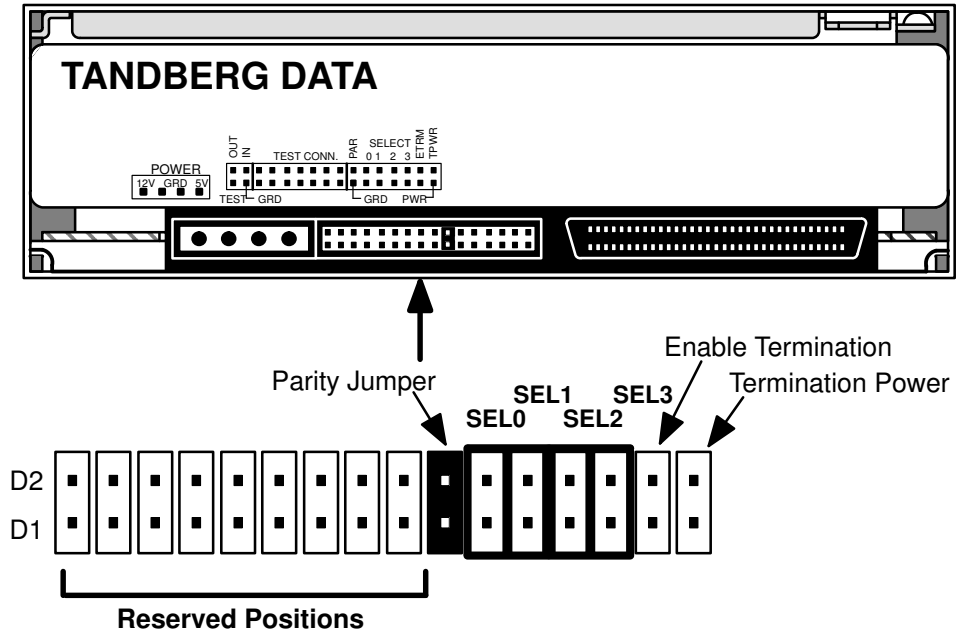 TANDBERG DATA
OUT
IN
TEST CONN.
PAR
SELECT
0 1 2 3
ETRM
TPWR
POWER
12V GRD 5V
TEST
GRD
GRD
PWR
Enable Termination
Parity Jumper
Termination Power
SEL1
SEL3
SEL0
SEL2
D2
D1
Reserved Positions